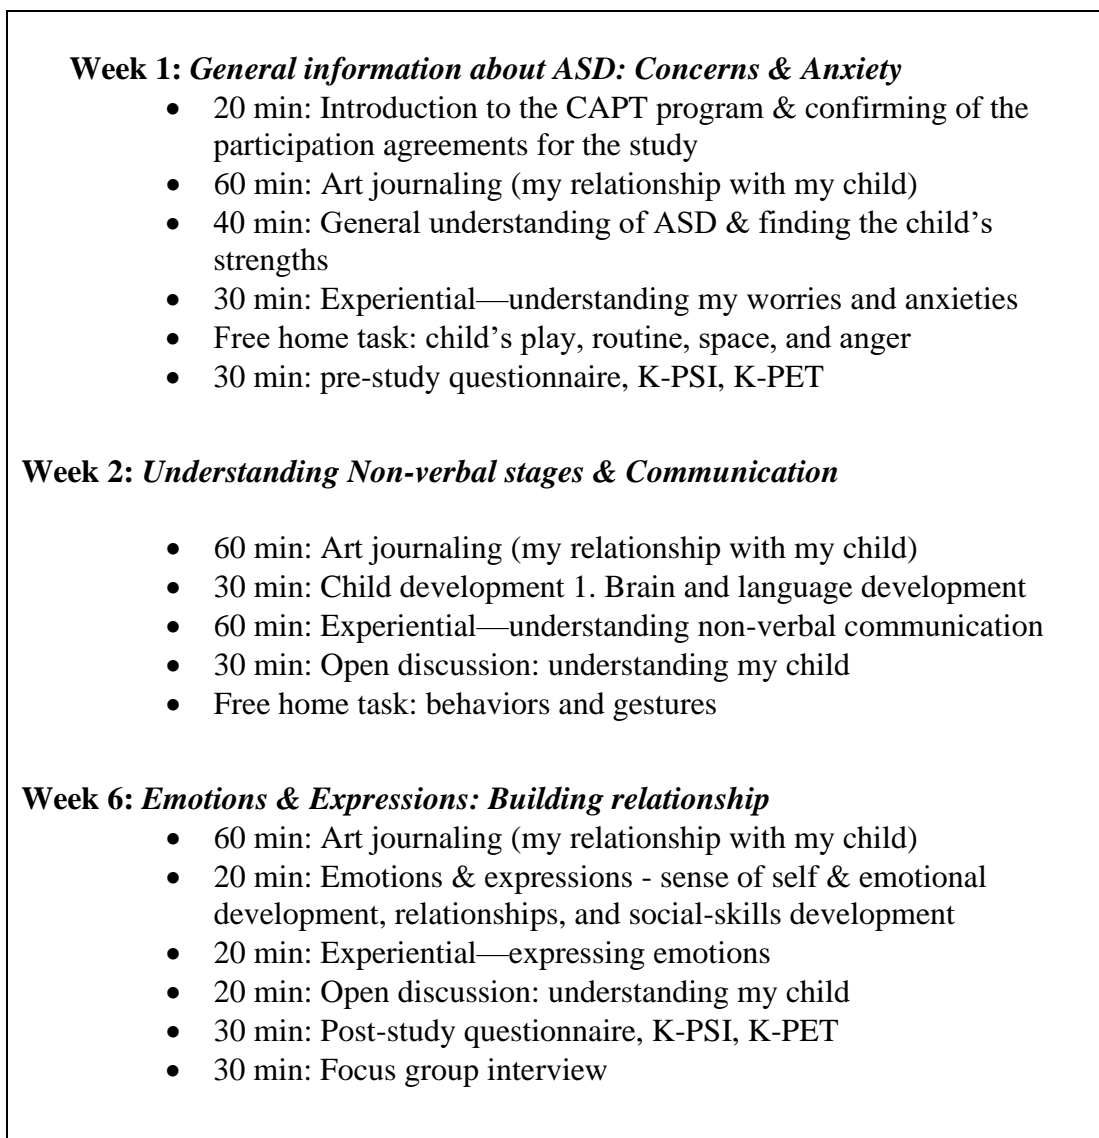 Week 1: General information about ASD: Concerns & Anxiety
• 20 min: Introduction to the CAPT program & confirming of the
participation agreements for the study
• 60 min: Art journaling (my relationship with my child)
• 40 min: General understanding of ASD & finding the child’s
strengths
• 30 min: Experiential—understanding my worries and anxieties
• Free home task: child’s play, routine, space, and anger
• 30 min: pre-study questionnaire, K-PSI, K-PET
Week 2: Understanding Non-verbal stages & Communication
• 60 min: Art journaling (my relationship with my child)
• 30 min: Child development 1. Brain and language development
• 60 min: Experiential—understanding non-verbal communication
• 30 min: Open discussion: understanding my child
• Free home task: behaviors and gestures
Week 6: Emotions & Expressions: Building relationship
• 60 min: Art journaling (my relationship with my child)
• 20 min: Emotions & expressions - sense of self & emotional
development, relationships, and social-skills development
• 20 min: Experiential—expressing emotions
• 20 min: Open discussion: understanding my child
• 30 min: Post-study questionnaire, K-PSI, K-PET
• 30 min: Focus group interview